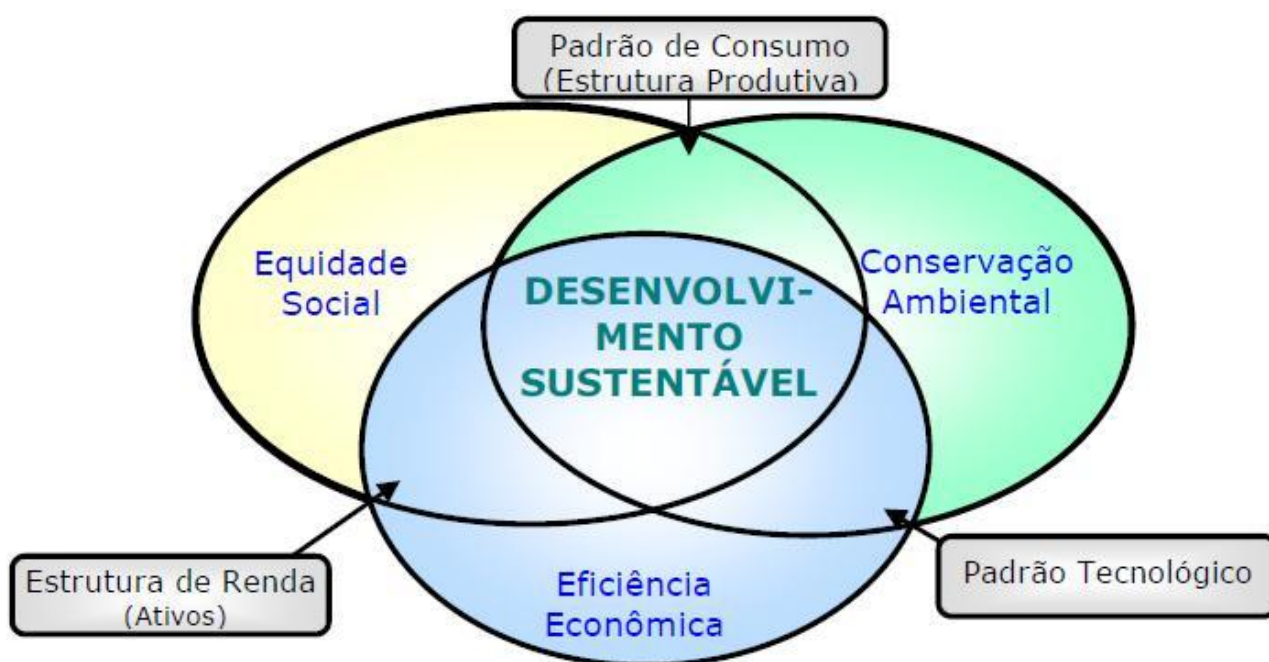 Padrão de Consumo
(Estrutura Produtiva)
Equidade
Social
Conservação
Ambiental
DESENVOLVI-
MENTO
SUSTENTÁVEL
Estrutura de Renda
(Ativos)
Eficiência
Econômica
Padrão Tecnológico